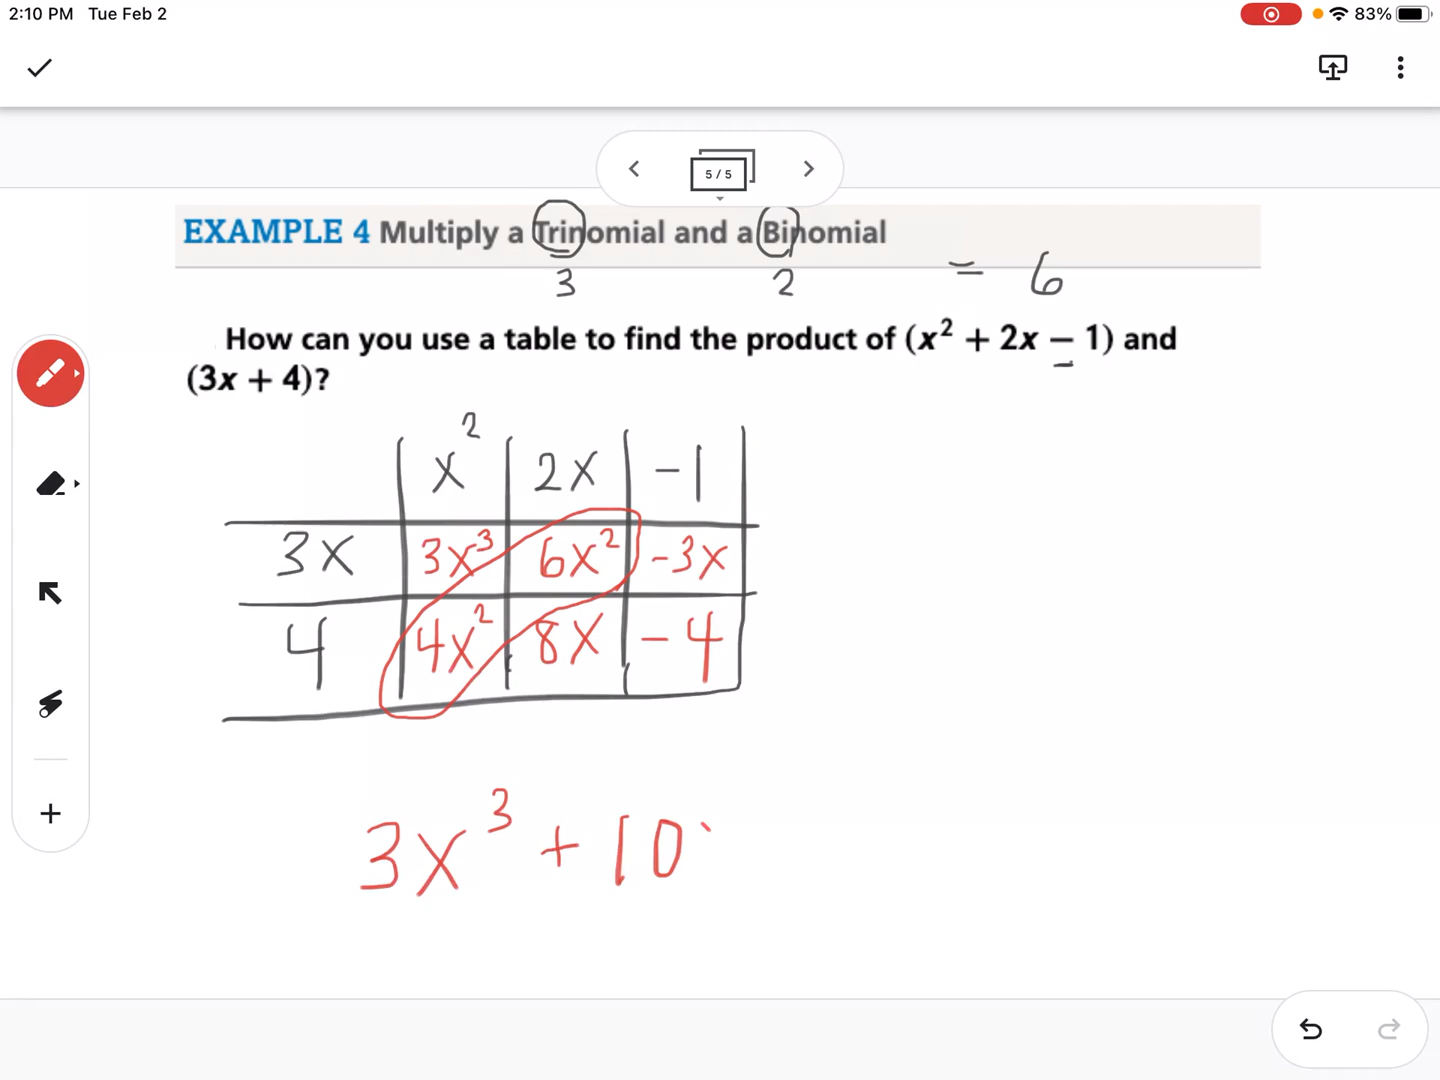 2:10 PM Tue Feb 2 83%
5 / 5
EXAMPLE 4 Multiply a Trinomial and a Binomial
3 2 = 6
How can you use a table to find the product of (x² + 2x − 1) and
(3x + 4)?
x² 2x -1
3x 3x³ 6x² -3x
4 4x² 8x -4
3x³ + 10